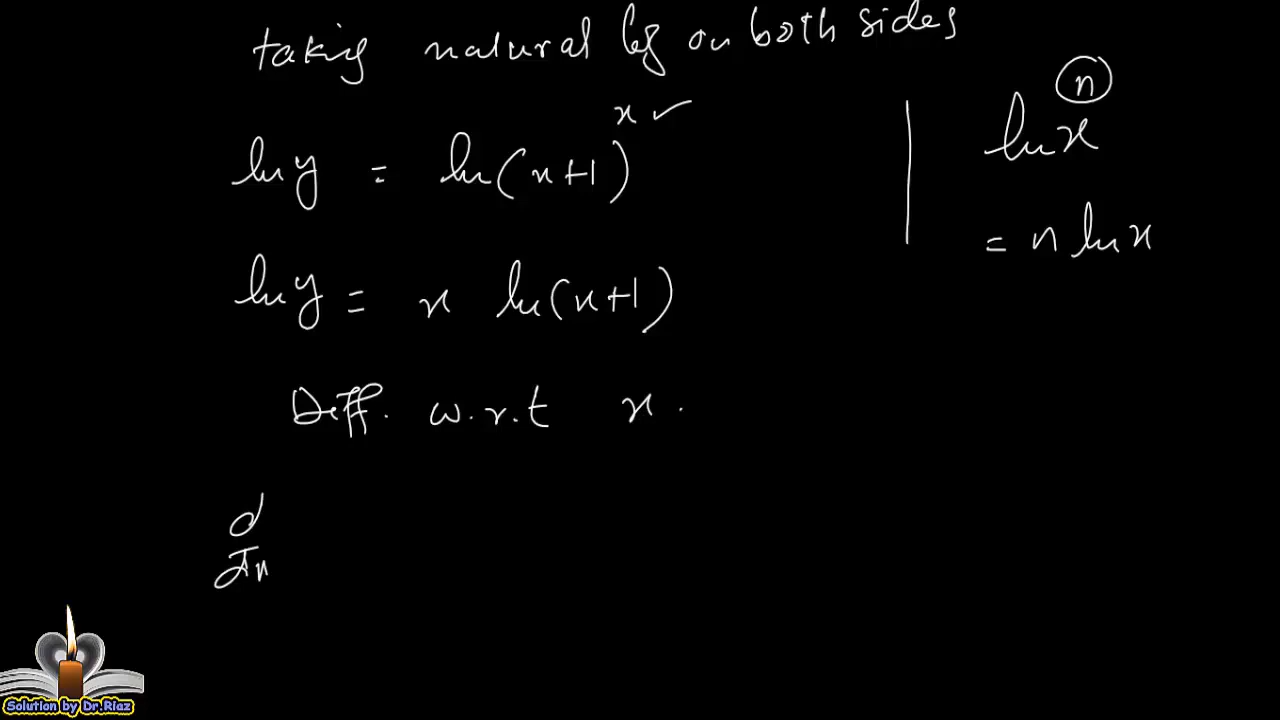 taking natural log on both sides
ln y = ln(x+1)^x ✓
ln y = x ln(x+1)
Diff. w.r.t x.
d
dx
ln x^n
= n ln x
Solution by Dr.Riaz